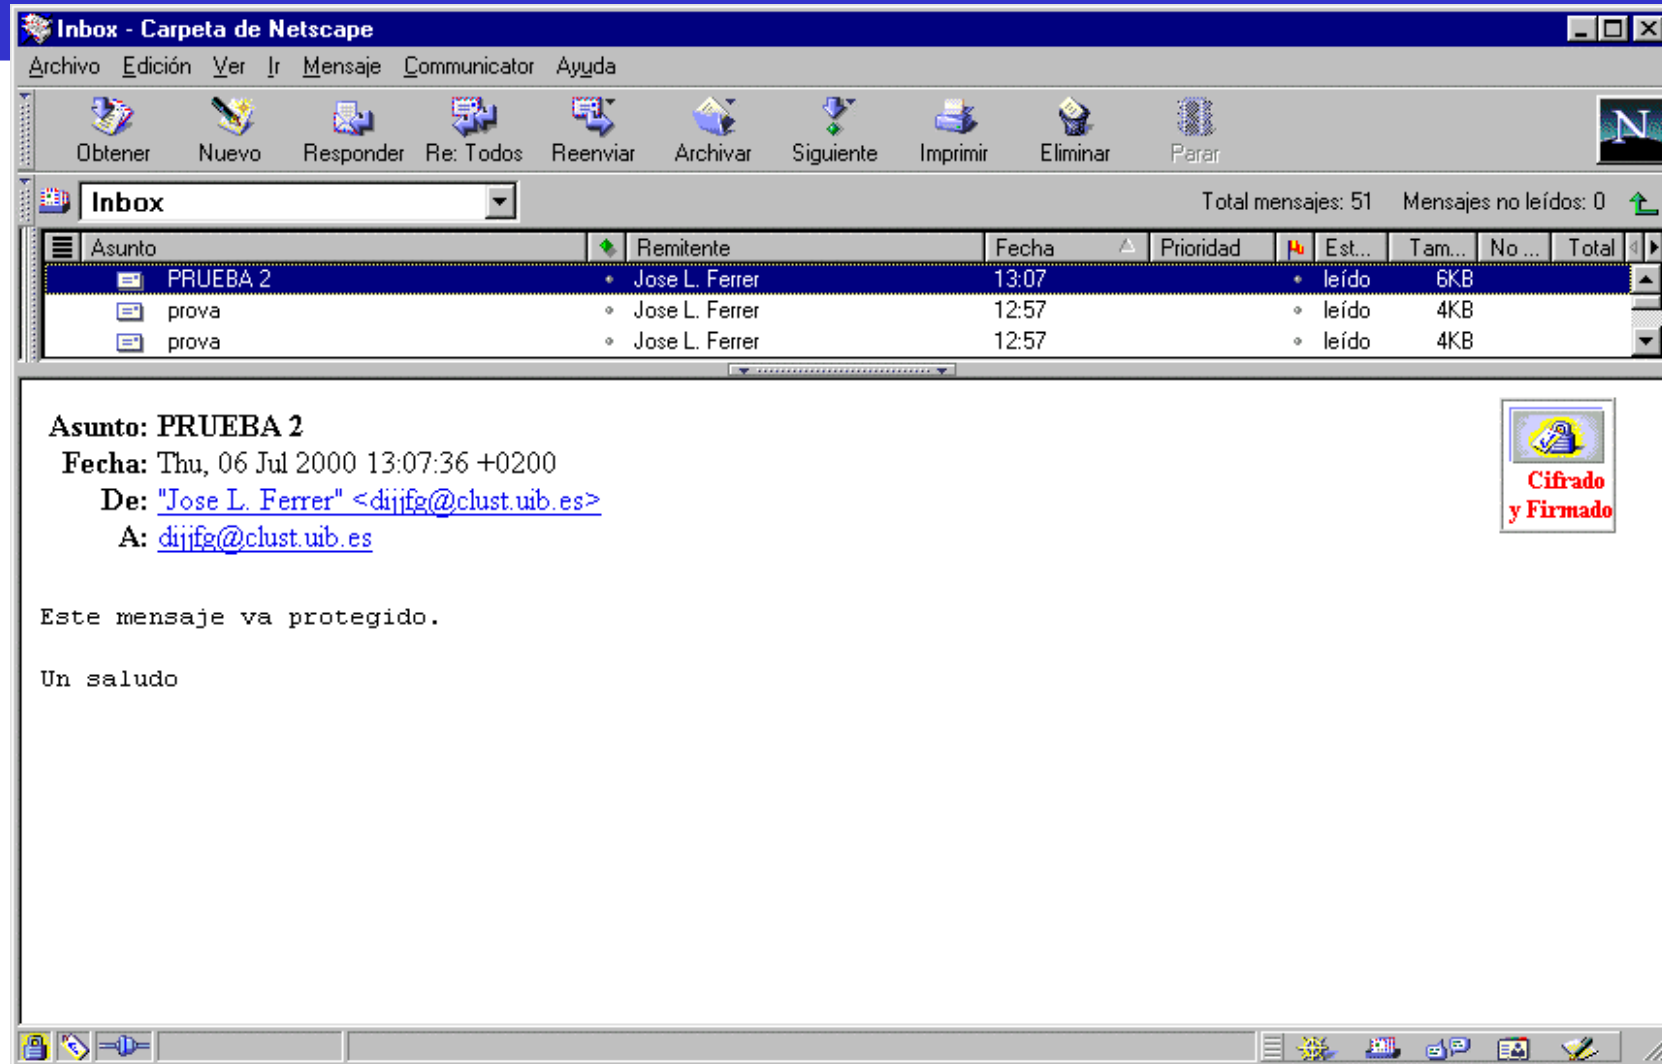 Inbox - Carpeta de Netscape
Archivo Edición Ver Ir Mensaje Communicator Ayuda
Obtener Nuevo Responder Re: Todos Reenviar Archivar Siguiente Imprimir Eliminar Parar
N
Inbox Total mensajes: 51 Mensajes no leídos: 0
Asunto Remitente Fecha Prioridad Est... Tam... No ... Total
PRUEBA 2 Jose L. Ferrer 13:07 leído 6KB
prova Jose L. Ferrer 12:57 leído 4KB
prova Jose L. Ferrer 12:57 leído 4KB
Asunto: PRUEBA 2
Fecha: Thu, 06 Jul 2000 13:07:36 +0200
De: "Jose L. Ferrer" <dijjfg@clust.uib.es>
A: dijjfg@clust.uib.es
Cifrado
y Firmado
Este mensaje va protegido.
Un saludo